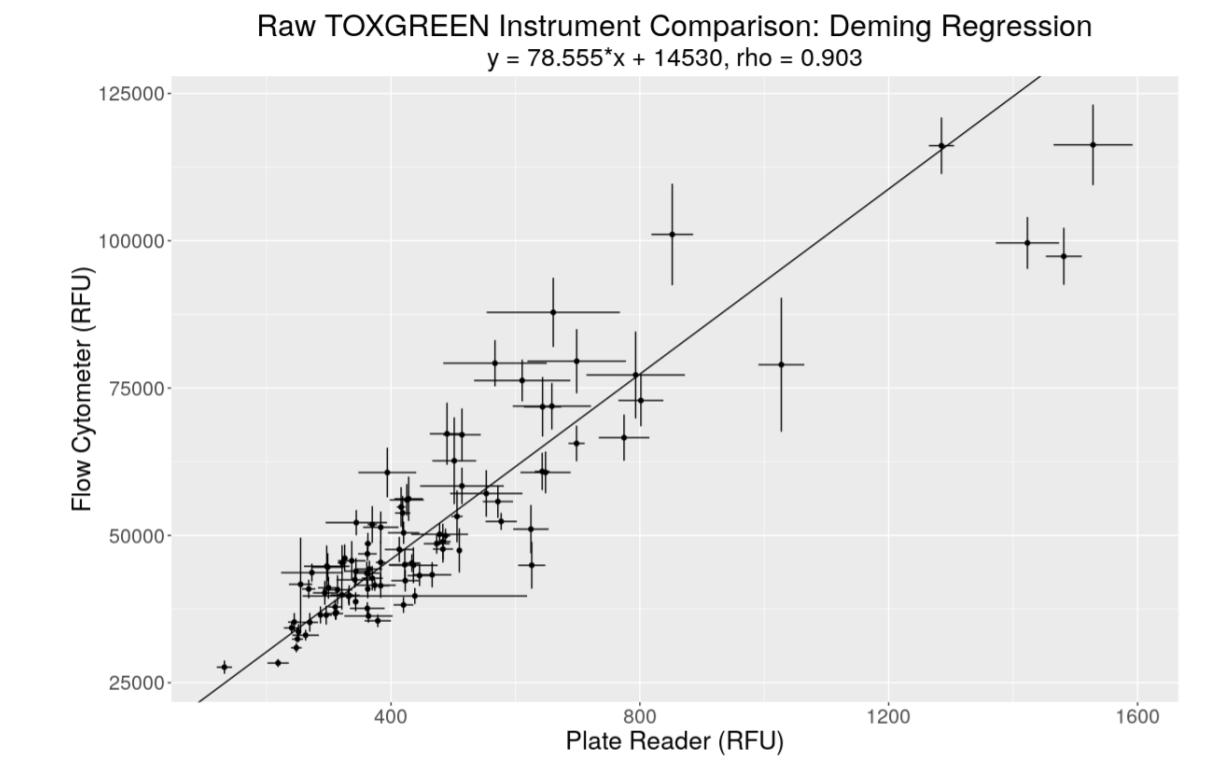 Raw TOXGREEN Instrument Comparison: Deming Regression
y = 78.555*x + 14530, rho = 0.903
125000
100000
75000
50000
25000
Flow Cytometer (RFU)
400
800
1200
1600
Plate Reader (RFU)